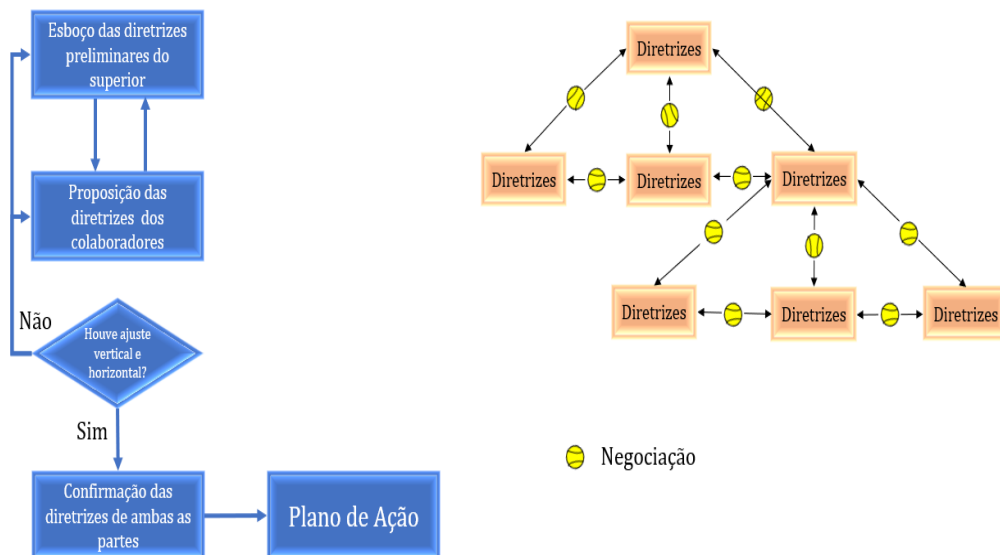 Esboço das diretrizes
preliminares do
superior
Proposição das
diretrizes dos
colaboradores
Não
Houve ajuste
vertical e
horizontal?
Sim
Confirmação das
diretrizes de ambas as
partes
Plano de Ação
Diretrizes
Diretrizes
Diretrizes
Diretrizes
Diretrizes
Diretrizes
Diretrizes
Negociação